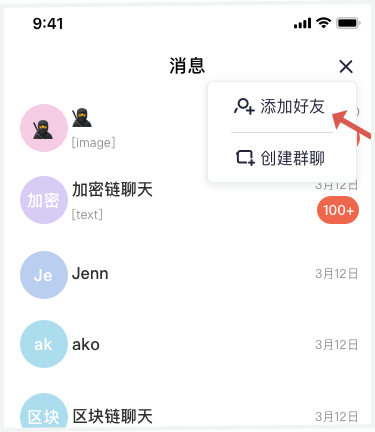 9:41
消息
添加好友
[image]
创建群聊
加密
加密链聊天
3月12日
[text]
100+
Je
Jenn
3月12日
ak
ako
3月12日
区块
区块链聊天
3月12日